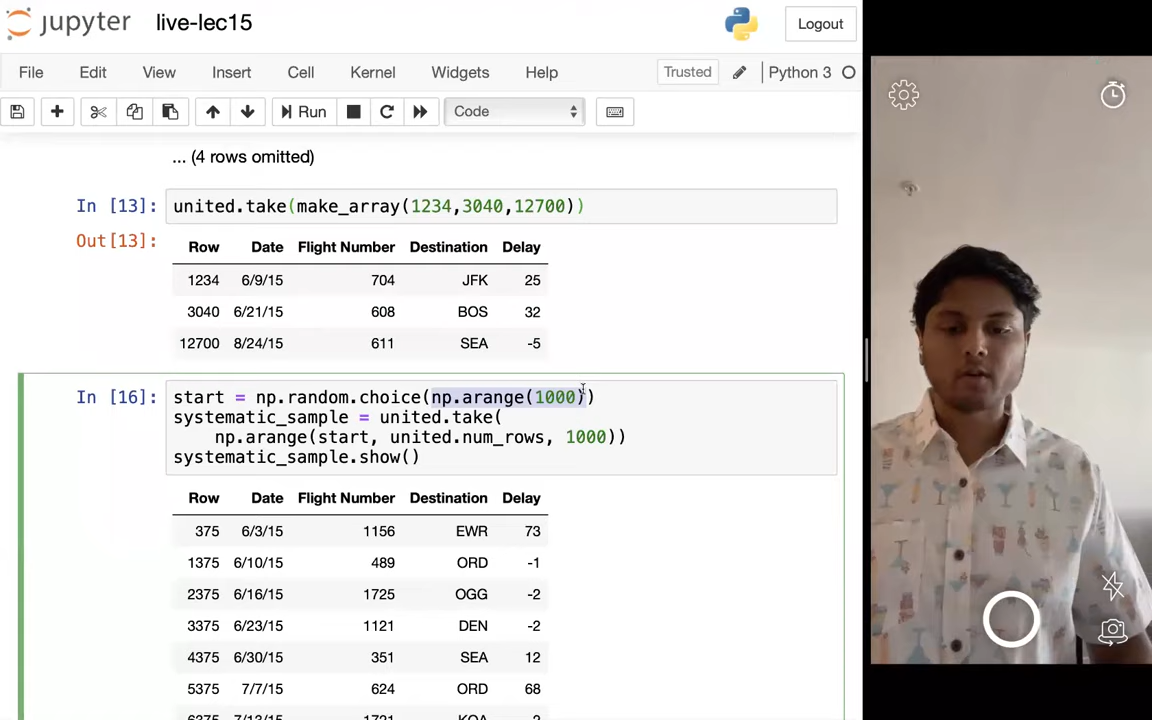 jupyter live-lec15 Logout
File Edit View Insert Cell Kernel Widgets Help Trusted Python 3
Run Code
... (4 rows omitted)
In [13]: united.take(make_array(1234,3040,12700))
Out[13]:
Row Date Flight Number Destination Delay
1234 6/9/15 704 JFK 25
3040 6/21/15 608 BOS 32
12700 8/24/15 611 SEA -5
In [16]: start = np.random.choice(np.arange(1000))
systematic_sample = united.take(
np.arange(start, united.num_rows, 1000))
systematic_sample.show()
Row Date Flight Number Destination Delay
375 6/3/15 1156 EWR 73
1375 6/10/15 489 ORD -1
2375 6/16/15 1725 OGG -2
3375 6/23/15 1121 DEN -2
4375 6/30/15 351 SEA 12
5375 7/7/15 624 ORD 68
6375 7/13/15 1721 KOA